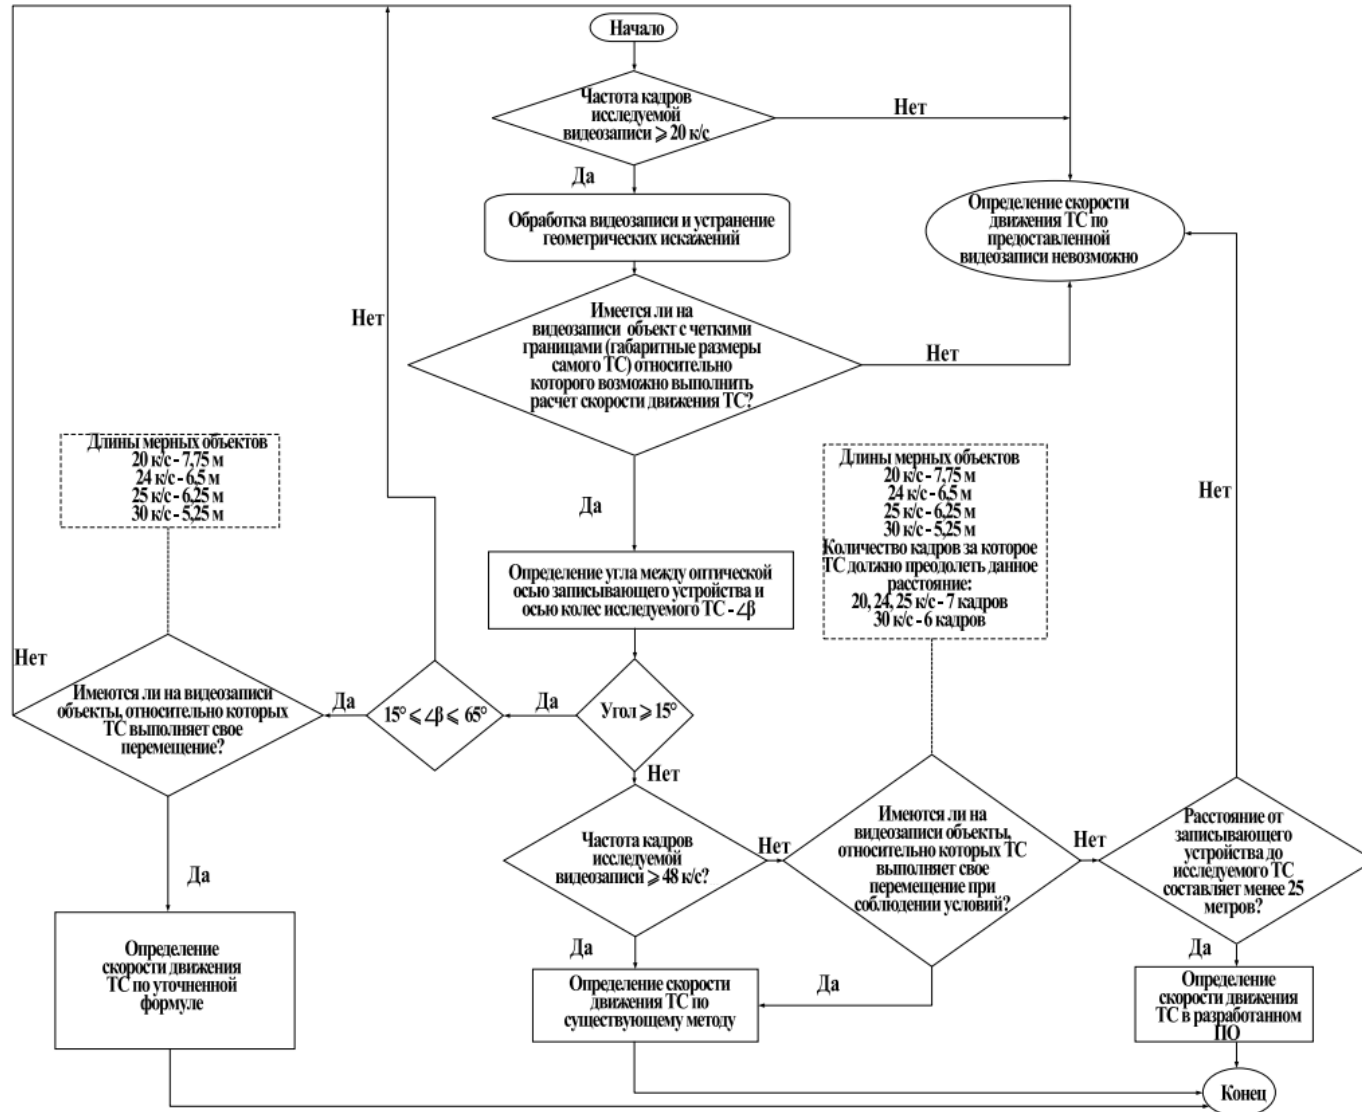 Начало
Частота кадров
исследуемой
видеозаписи ⩾ 20 к/с
Нет
Да
Обработка видеозаписи и устранение
геометрических искажений
Определение скорости
движения ТС по
предоставленной
видеозаписи невозможно
Имеется ли на
видеозаписи объект с четкими
границами (габаритные размеры
самого ТС) относительно
которого возможно выполнить
расчет скорости движения ТС?
Нет
Нет
Да
Нет
Длины мерных объектов
20 к/с - 7,75 м
24 к/с - 6,5 м
25 к/с - 6,25 м
30 к/с - 5,25 м
Длины мерных объектов
20 к/с - 7,75 м
24 к/с - 6,5 м
25 к/с - 6,25 м
30 к/с - 5,25 м
Количество кадров за которое
ТС должно преодолеть данное
расстояние:
20, 24, 25 к/с - 7 кадров
30 к/с - 6 кадров
Определение угла между оптической
осью записывающего устройства и
осью колес исследуемого ТС - ∠β
Нет
Имеются ли на видеозаписи
объекты, относительно которых
ТС выполняет свое
перемещение?
Да
15° ⩽ ∠β ⩽ 65°
Да
Угол ⩾ 15°
Нет
Частота кадров
исследуемой
видеозаписи ⩾ 48 к/с?
Нет
Имеются ли на
видеозаписи объекты,
относительно которых ТС
выполняет свое
перемещение при
соблюдении условий?
Нет
Расстояние от
записывающего
устройства до
исследуемого ТС
составляет менее 25
метров?
Да
Да
Да
Да
Определение
скорости движения
ТС по уточненной
формуле
Определение скорости
движения ТС по
существующему методу
Определение
скорости движения
ТС в разработанном
ПО
Конец